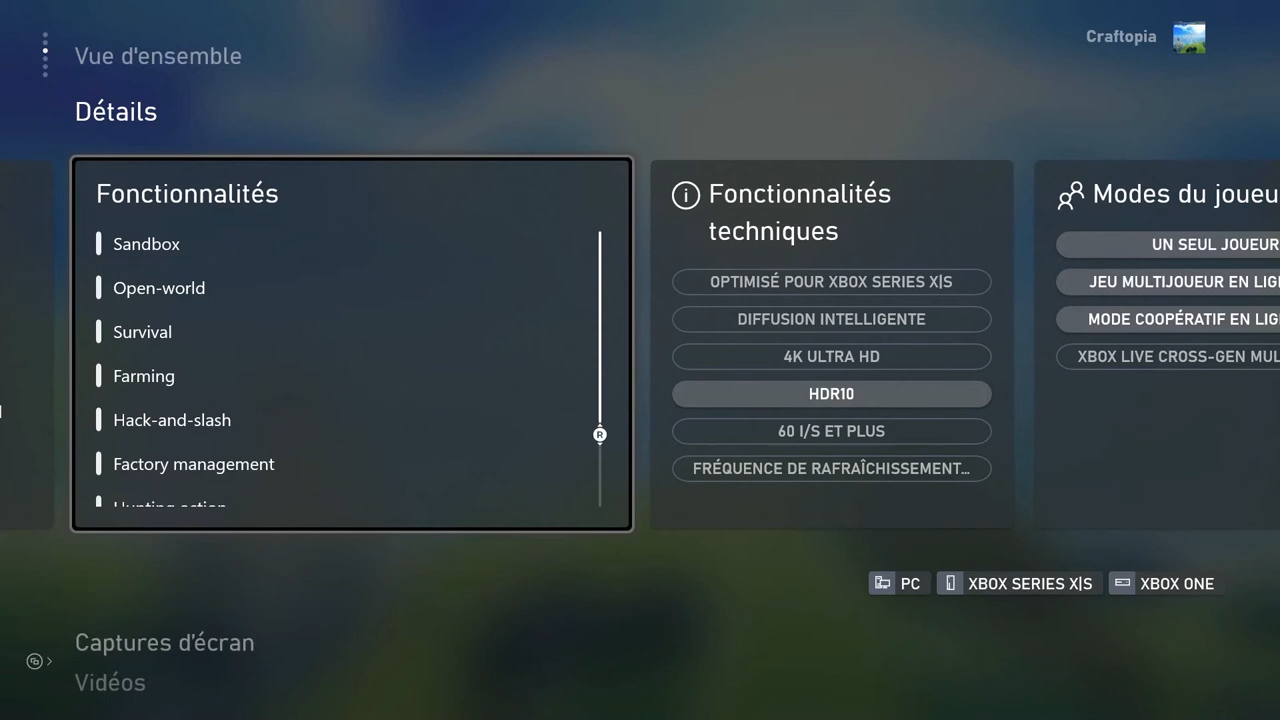 Vue d'ensemble
Craftopia
Détails
Fonctionnalités
Sandbox
Open-world
Survival
Farming
Hack-and-slash
Factory management
Hunting action
R
Fonctionnalités
techniques
OPTIMISÉ POUR XBOX SERIES X|S
DIFFUSION INTELLIGENTE
4K ULTRA HD
HDR10
60 I/S ET PLUS
FRÉQUENCE DE RAFRAÎCHISSEMENT...
Modes du joueu
UN SEUL JOUEUR
JEU MULTIJOUEUR EN LIG
MODE COOPÉRATIF EN LIG
XBOX LIVE CROSS-GEN MUL
PC
XBOX SERIES X|S
XBOX ONE
Captures d'écran
Vidéos